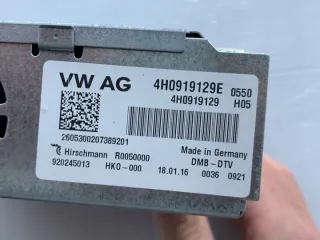 VW AG 4H0919129E 0550
4H0919129 H05
2605300207389201
Hirschmann R0050000 Made in Germany
920245013 HK0-000 DMB-DTV
18.01.16 0036 0921